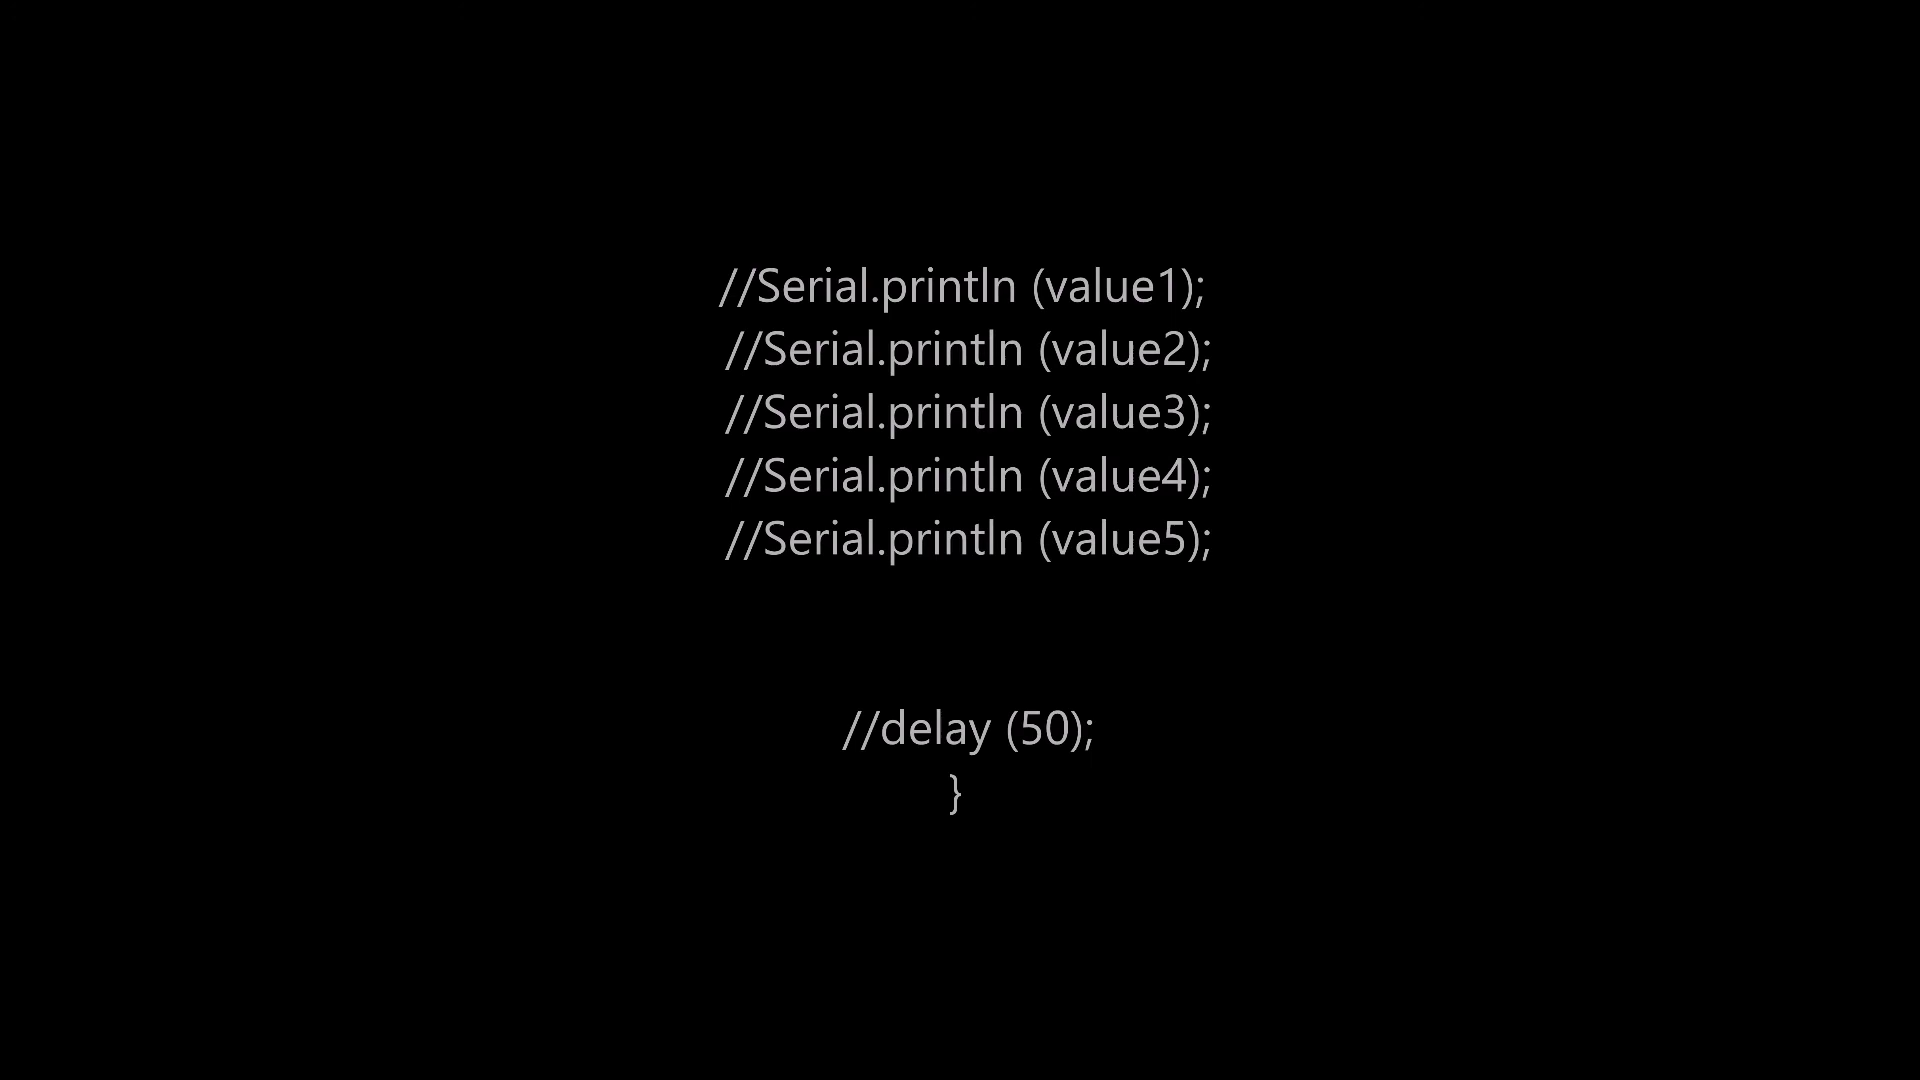 //Serial.println (value1);
//Serial.println (value2);
//Serial.println (value3);
//Serial.println (value4);
//Serial.println (value5);
//delay (50);
}